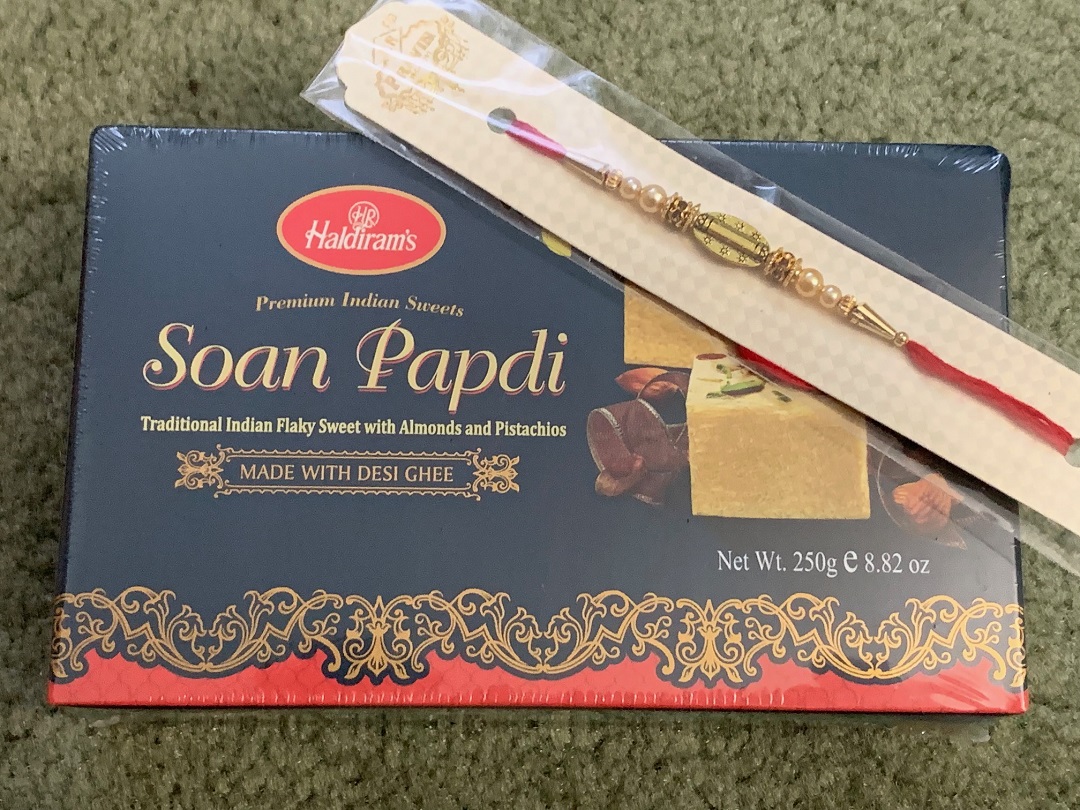 HR
Haldiram's
Premium Indian Sweets
Soan Papdi
Traditional Indian Flaky Sweet with Almonds and Pistachios
MADE WITH DESI GHEE
Net Wt. 250g e 8.82 oz